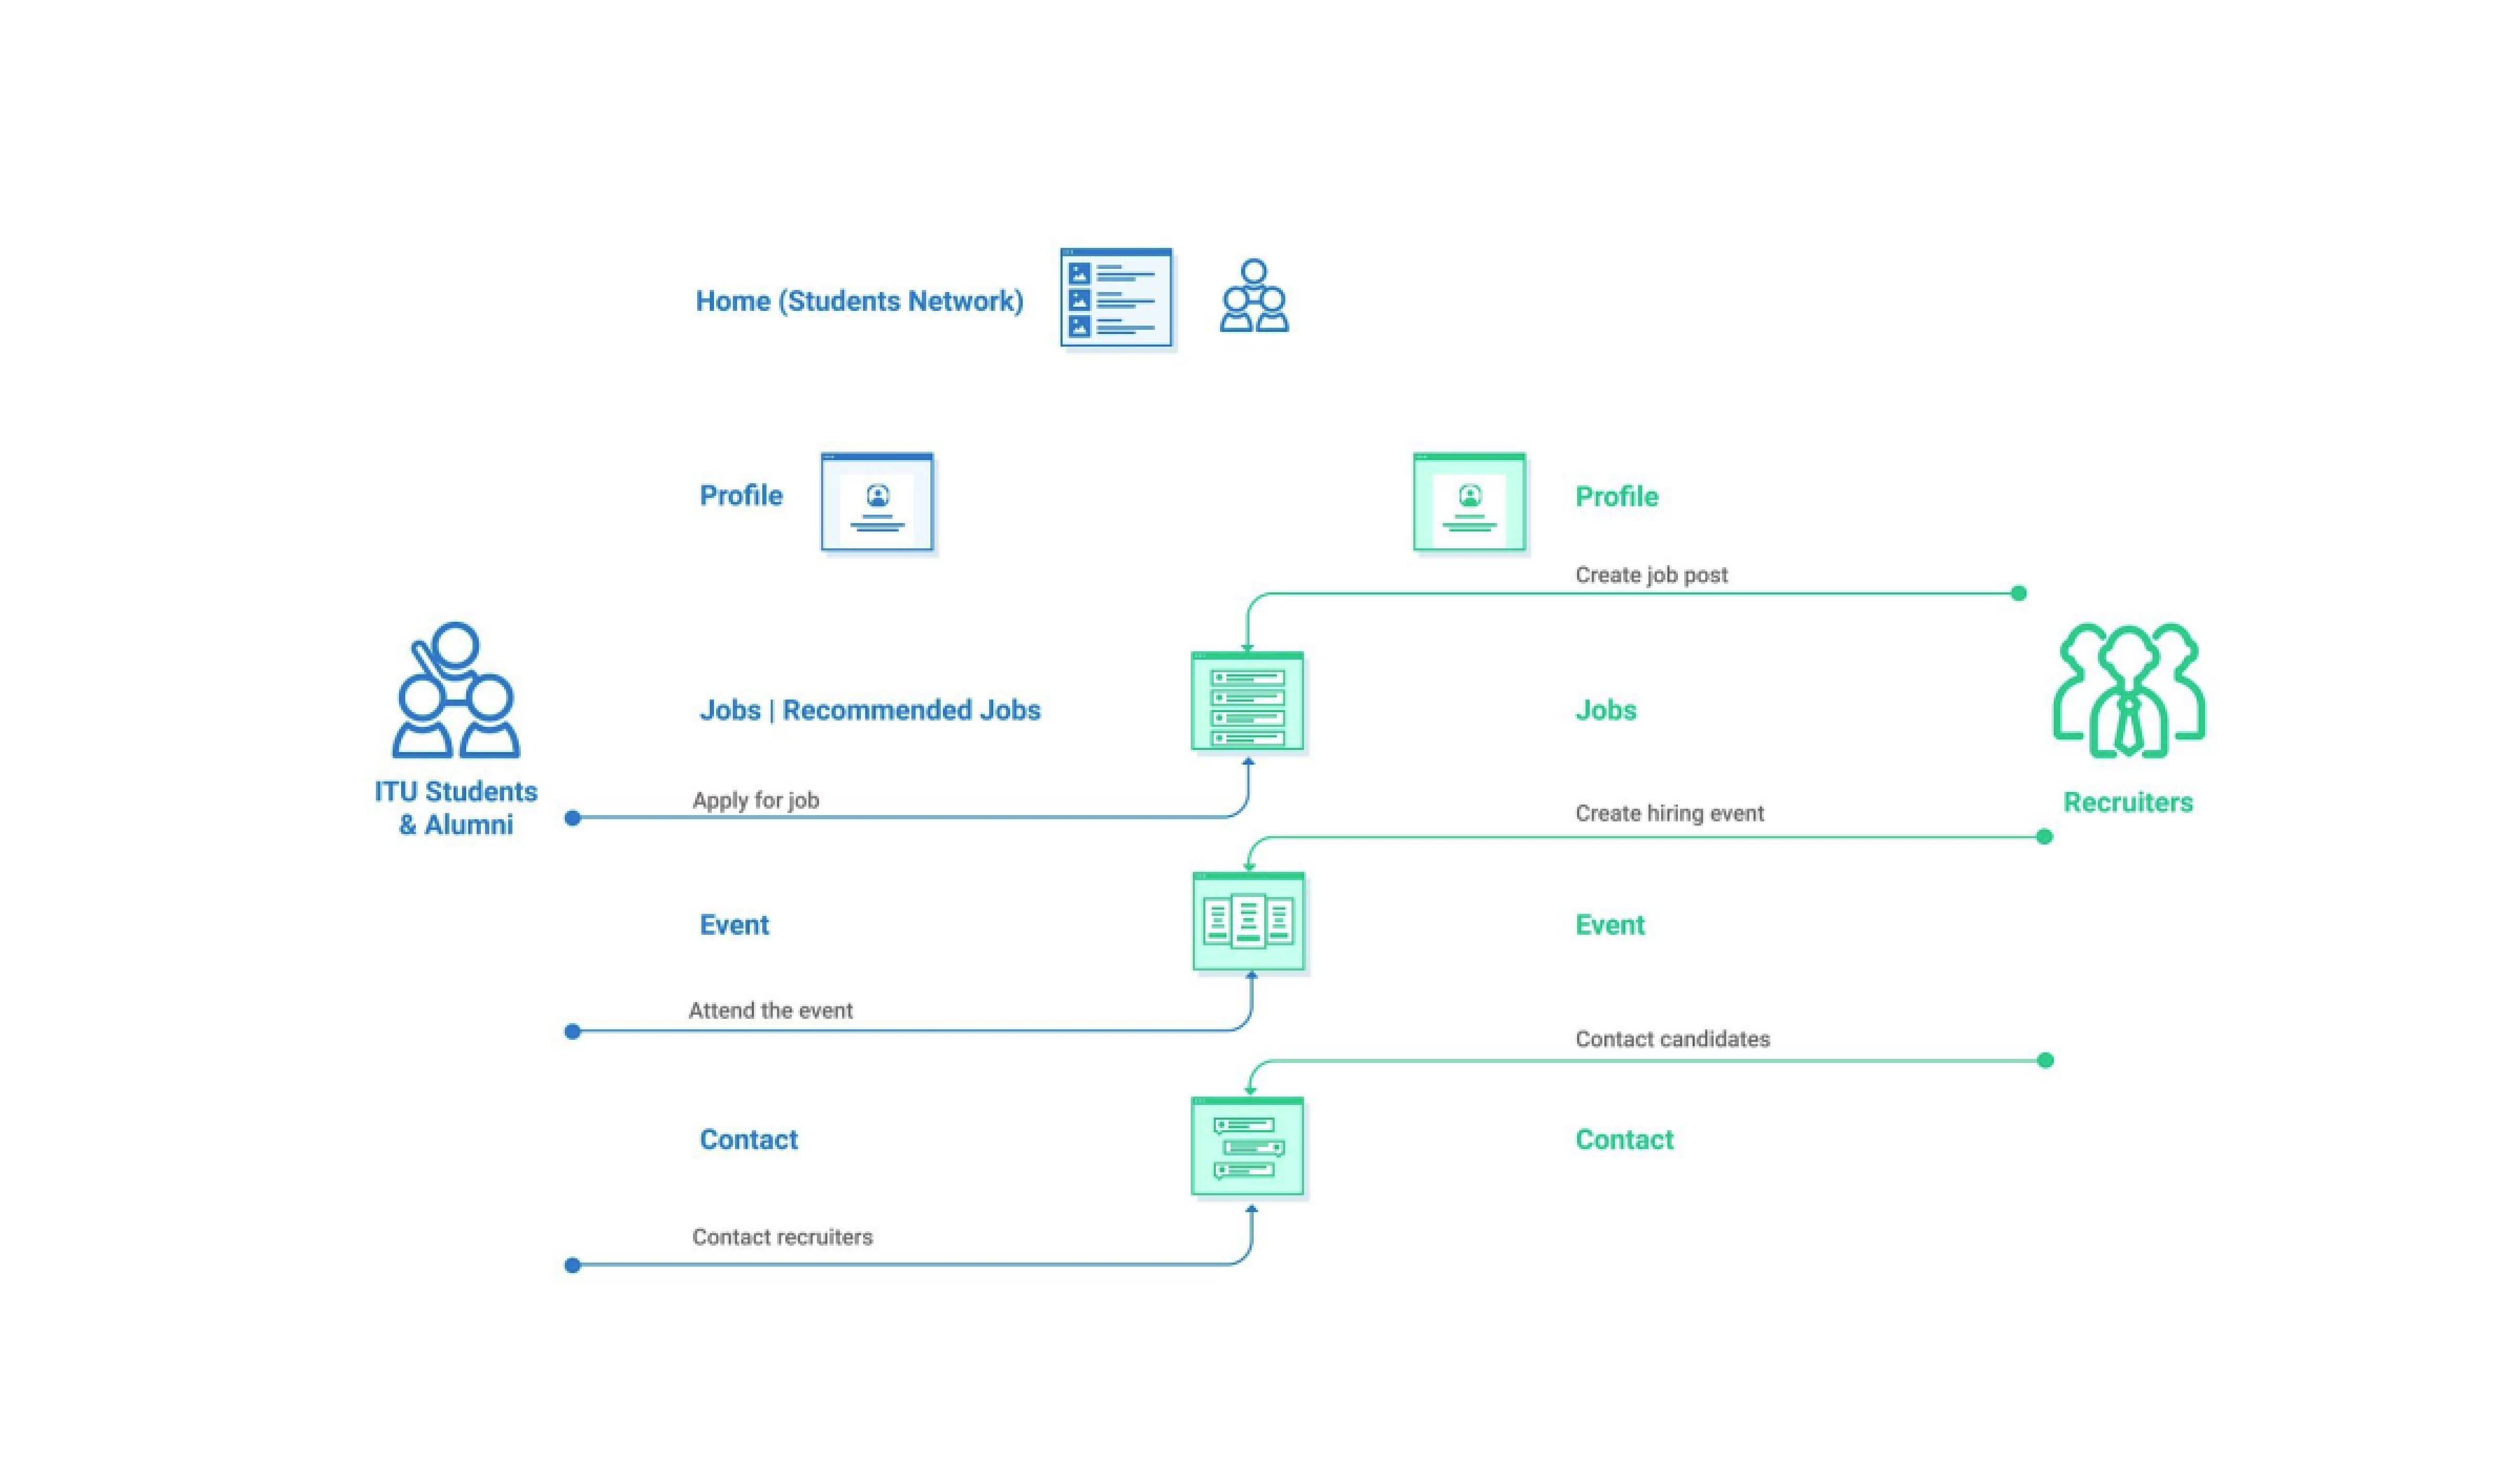 Home (Students Network)
Profile
Profile
Create job post
Jobs | Recommended Jobs
Jobs
ITU Students
& Alumni
Apply for job
Create hiring event
Recruiters
Event
Event
Attend the event
Contact candidates
Contact
Contact
Contact recruiters